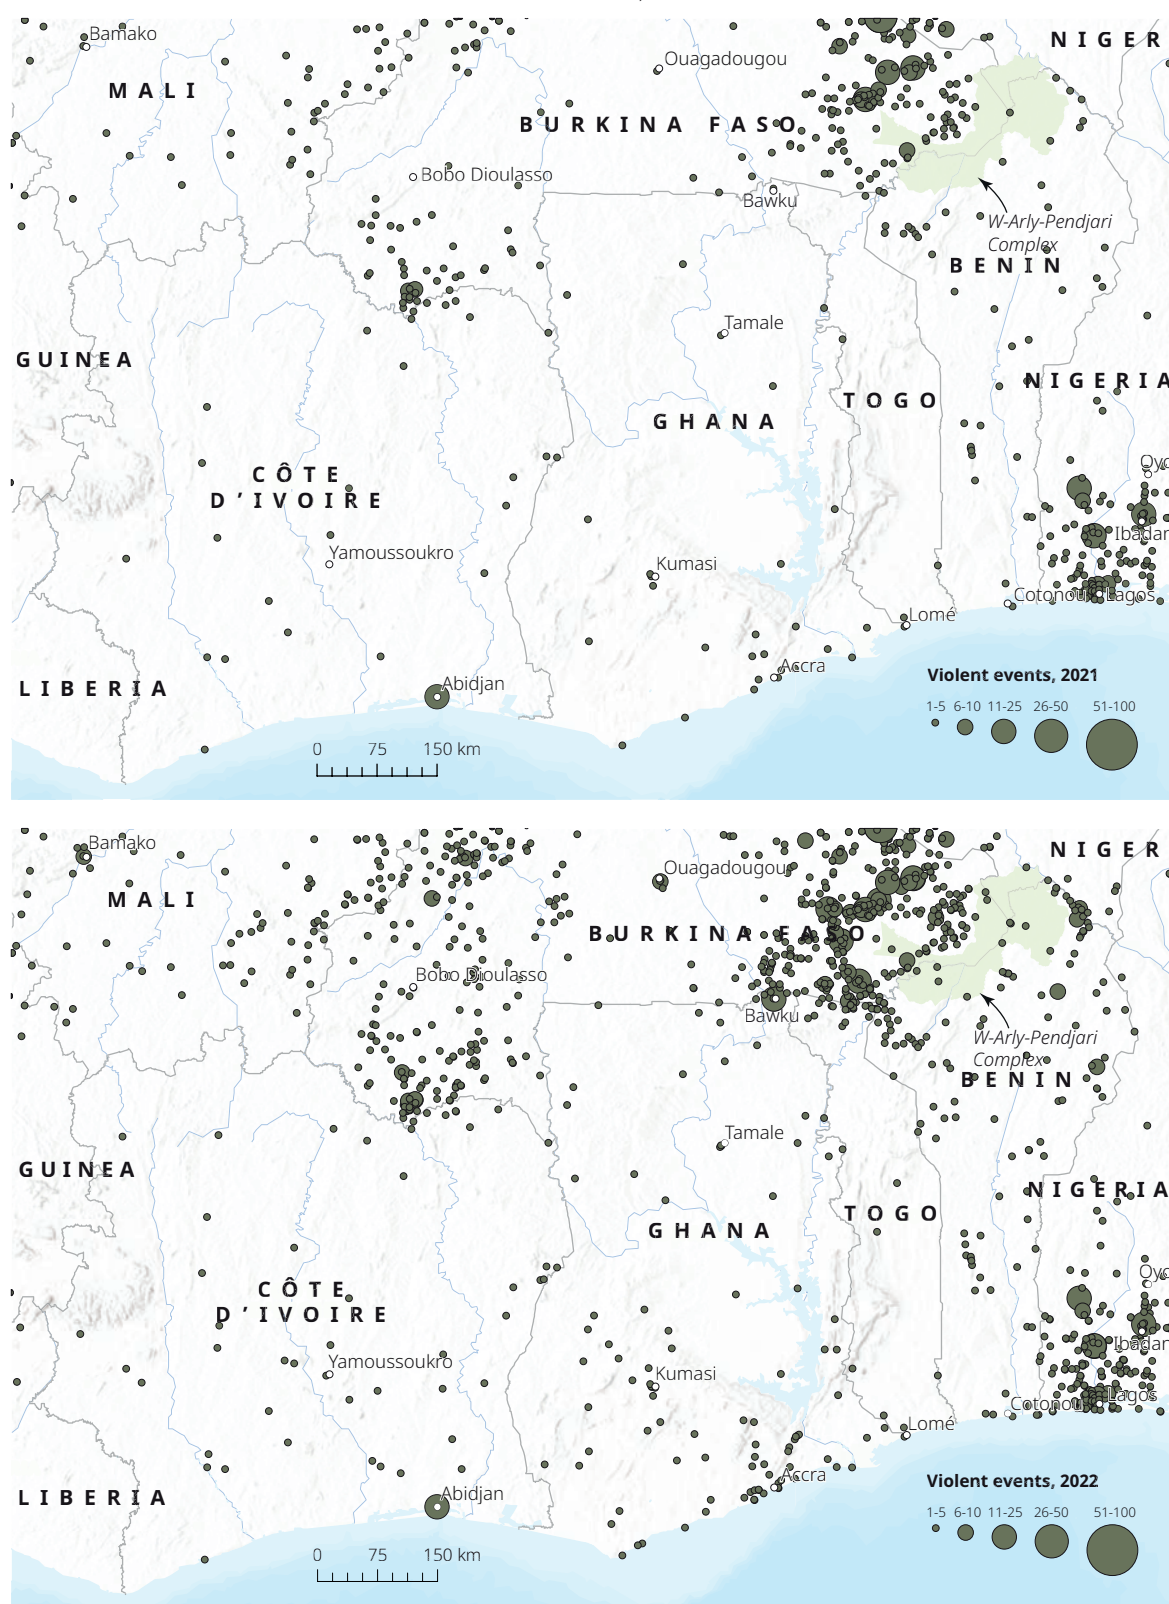 Bamako
NIGER
Ouagadougou
MALI
BURKINA FASO
Bobo Dioulasso
Bawku
W-Arly-Pendjari
Complex
BENIN
Tamale
GUINEA
NIGERIA
TOGO
GHANA
CÔTE
D’IVOIRE
Oyo
Ibadan
Yamoussoukro
Kumasi
Cotonou
Lagos
Lomé
Accra
LIBERIA
Abidjan
Violent events, 2021
1-5 6-10 11-25 26-50 51-100
0 75 150 km
Bamako
NIGER
Ouagadougou
MALI
BURKINA FASO
Bobo Dioulasso
Bawku
W-Arly-Pendjari
Complex
BENIN
Tamale
GUINEA
NIGERIA
TOGO
GHANA
CÔTE
D’IVOIRE
Oyo
Ibadan
Yamoussoukro
Kumasi
Cotonou
Lagos
Lomé
Accra
LIBERIA
Abidjan
Violent events, 2022
1-5 6-10 11-25 26-50 51-100
0 75 150 km